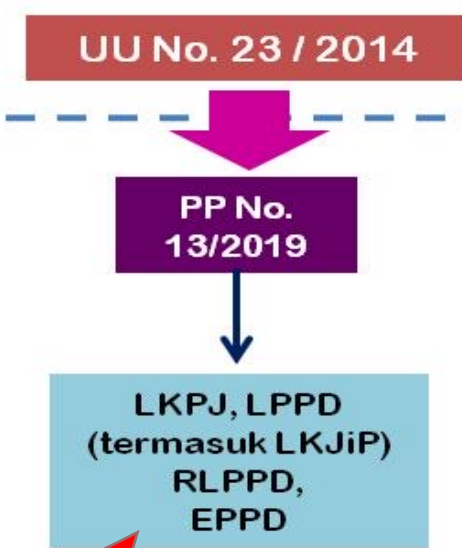 UU No. 23 / 2014
PP No.
13/2019
LKPJ, LPPD
(termasuk LKJiP)
RLPPD,
EPPD